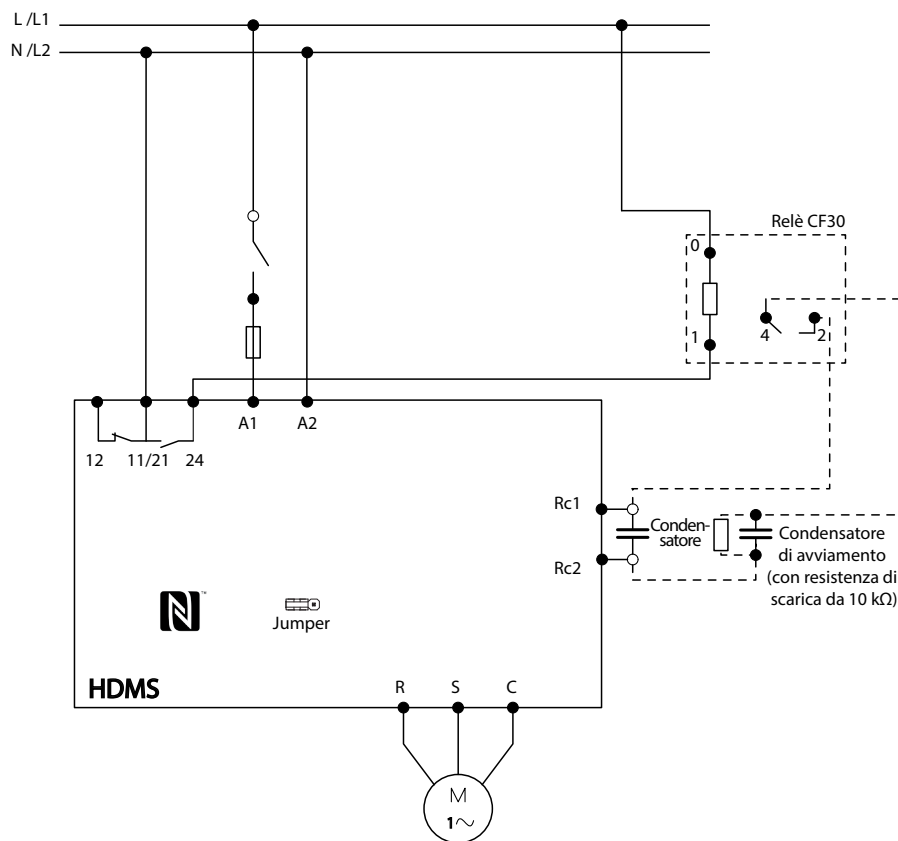 L /L1
N /L2
Relè CF30
0
1
4
2
A1
A2
12
11/21
24
Rc1
Rc2
Conden-
satore
Condensatore
di avviamento
(con resistenza di
scarica da 10 kΩ)
™
Jumper
HDMS
R
S
C
M
1~